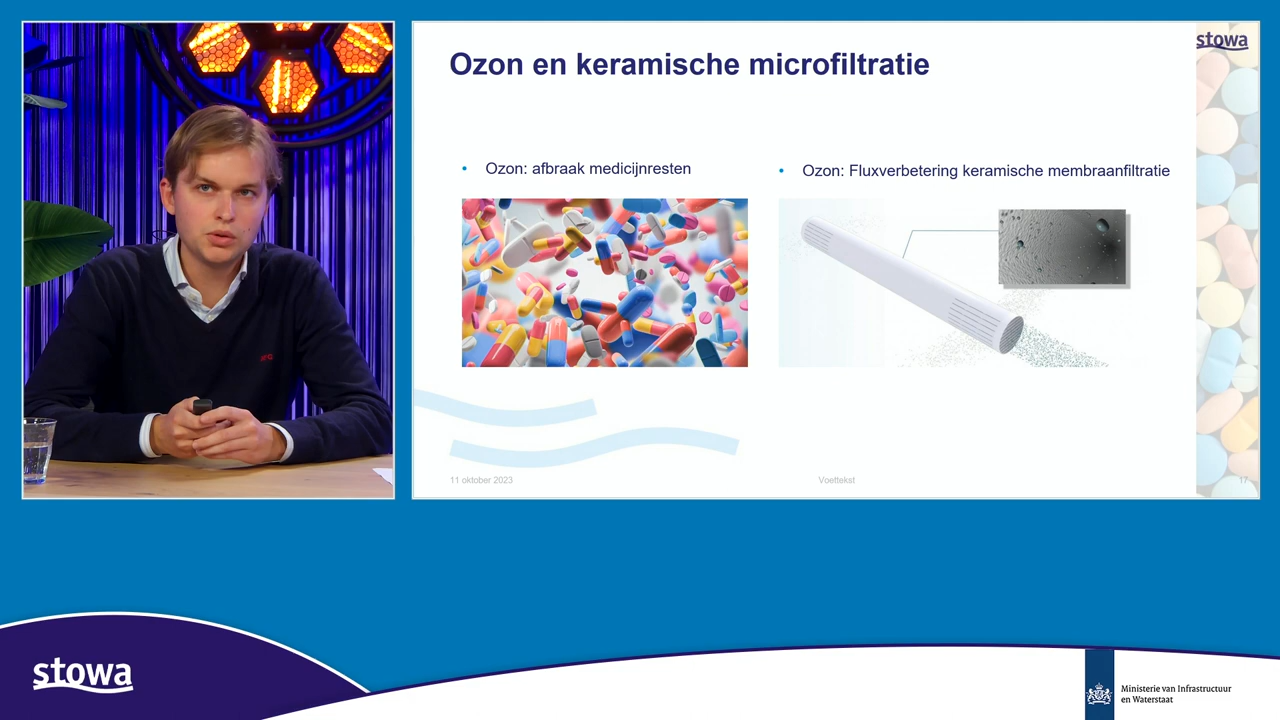 stowa
Ozon en keramische microfiltratie
• Ozon: afbraak medicijnresten
• Ozon: Fluxverbetering keramische membraanfiltratie
11 oktober 2023
Voettekst
17
stowa
Ministerie van Infrastructuur
en Waterstaat